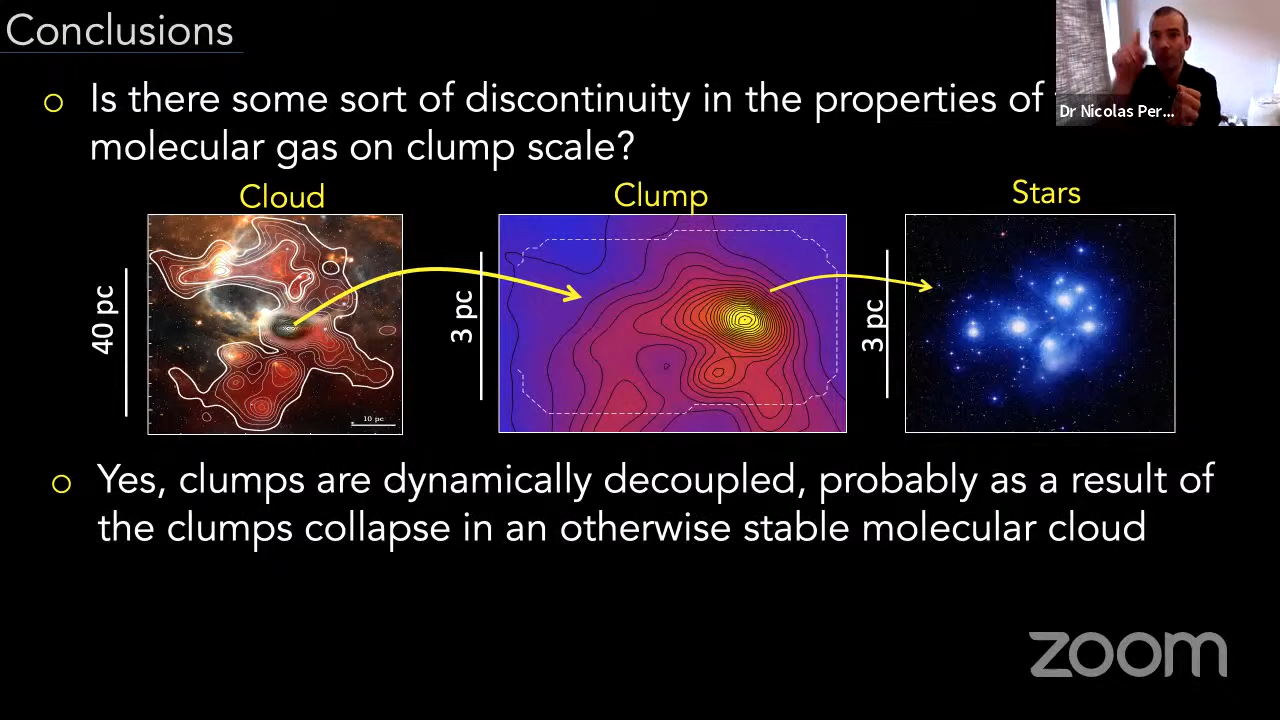 Conclusions
Is there some sort of discontinuity in the properties of
molecular gas on clump scale?
Dr Nicolas Per...
Cloud
Clump
Stars
40 pc
3 pc
3 pc
10 pc
Yes, clumps are dynamically decoupled, probably as a result of
the clumps collapse in an otherwise stable molecular cloud
zoom